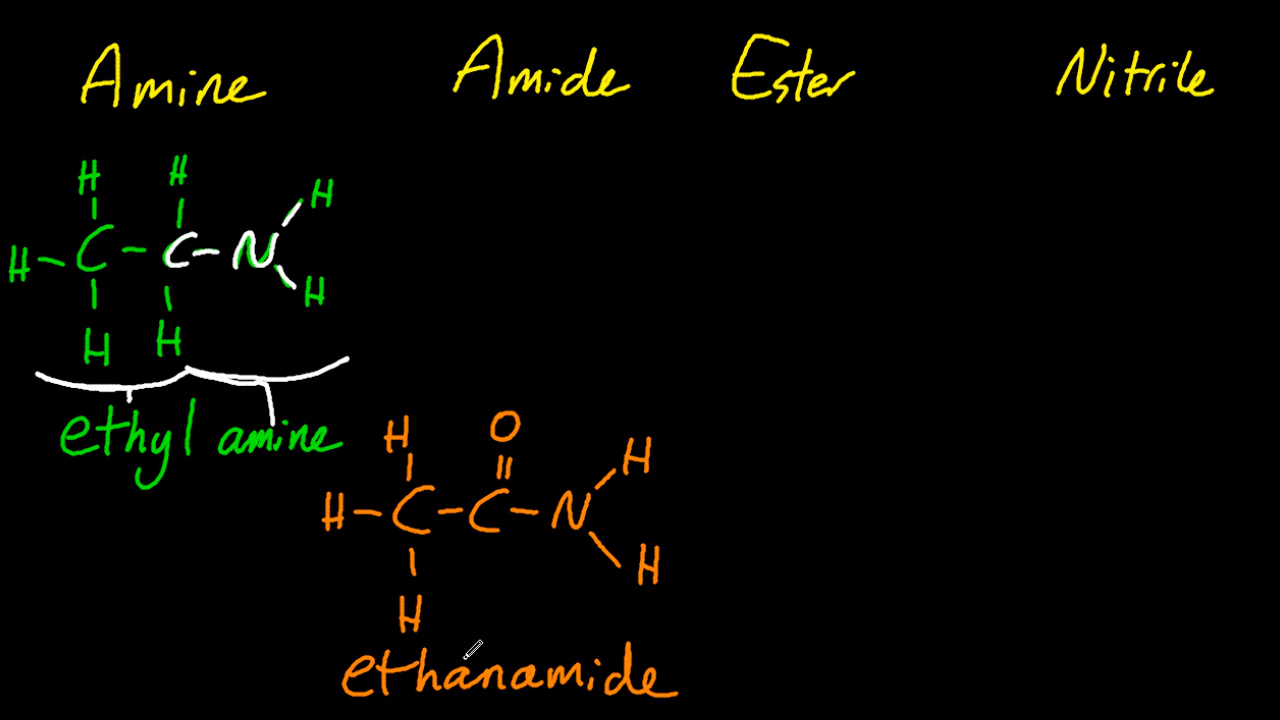 Amine Amide Ester Nitrile
H H H
H - C - C - N
H H H
ethyl amine
H O H
H - C - C - N
H H
ethanamide